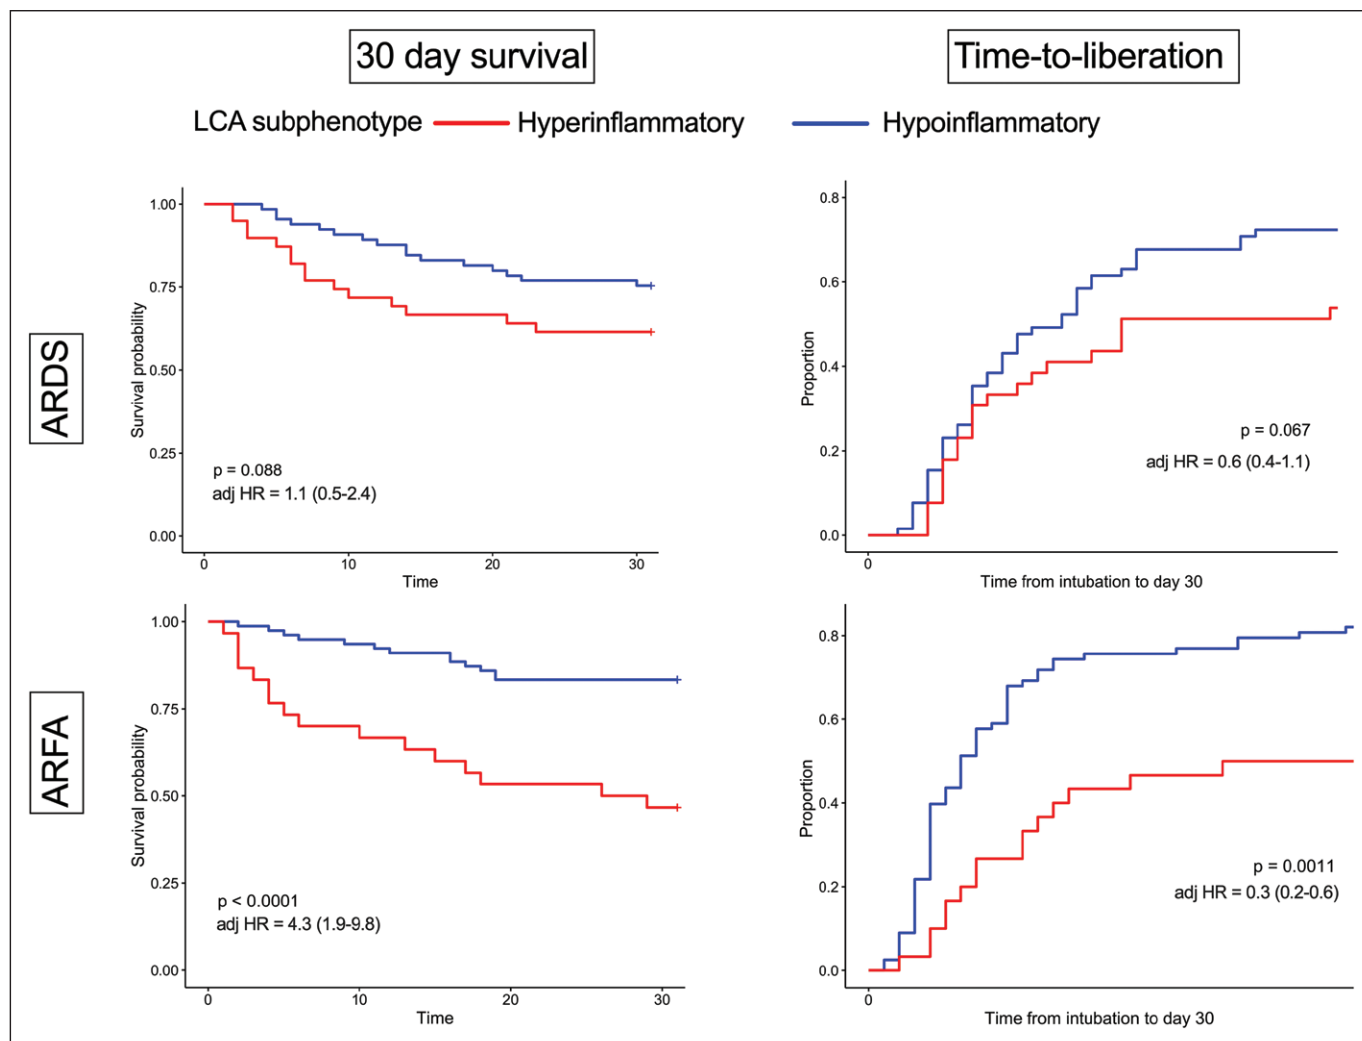 30 day survival
Time-to-liberation
LCA subphenotype Hyperinflammatory Hypoinflammatory
ARDS
Survival probability
1.00
0.75
0.50
0.25
0.00
p = 0.088
adj HR = 1.1 (0.5-2.4)
0 10 20 30
Time
Proportion
0.8
0.6
0.4
0.2
0.0
p = 0.067
adj HR = 0.6 (0.4-1.1)
0
Time from intubation to day 30
ARFA
Survival probability
1.00
0.75
0.50
0.25
0.00
p < 0.0001
adj HR = 4.3 (1.9-9.8)
0 10 20 30
Time
Proportion
0.8
0.6
0.4
0.2
0.0
p = 0.0011
adj HR = 0.3 (0.2-0.6)
0
Time from intubation to day 30